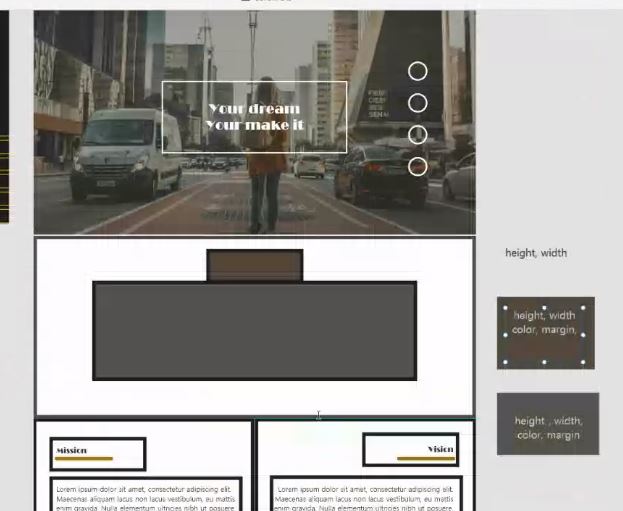 Your dream
Your make it
height, width
height, width
color, margin,
height , width,
color, margin
Mission
Vision
Lorem ipsum dolor sit amet, consectetur adipiscing elit.
Maecenas aliquam lacus non lacus vestibulum, eu mattis
enim gravida. Nulla elementum ultricies nibh ut posuere
Lorem ipsum dolor sit amet, consectetur adipiscing elit.
Maecenas aliquam lacus non lacus vestibulum, eu mattis
enim gravida. Nulla elementum ultricies nibh ut posuere